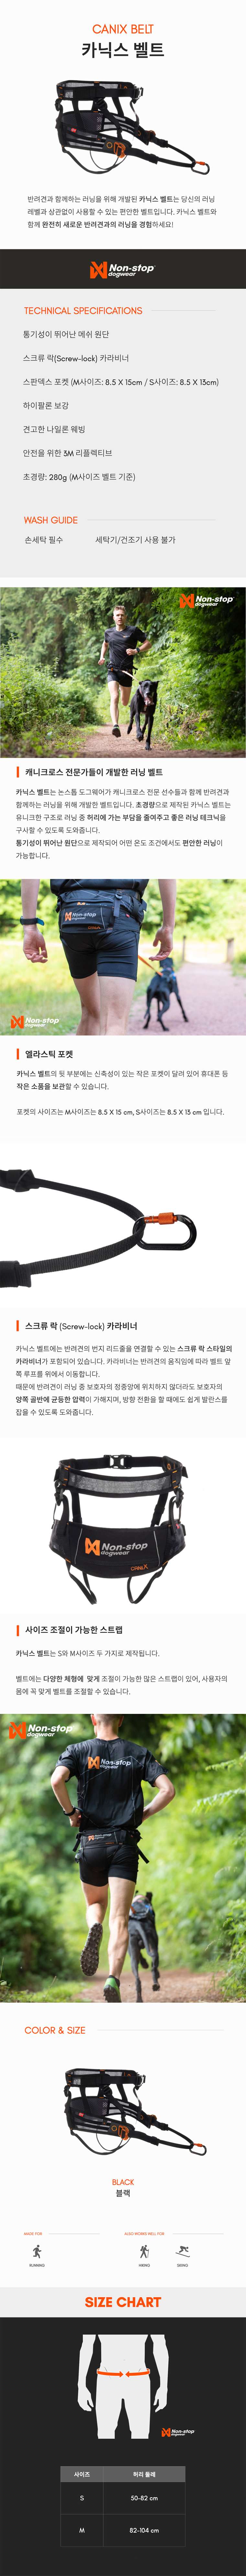 CANIX BELT
카닉스 벨트
반려견과 함께하는 러닝을 위해 개발된 카닉스 벨트는 당신의 러닝
레벨과 상관없이 사용할 수 있는 편안한 벨트입니다. 카닉스 벨트와
함께 완전히 새로운 반려견과의 러닝을 경험하세요!
Non-stop
dogwear
TECHNICAL SPECIFICATIONS
통기성이 뛰어난 메쉬 원단
스크류 락(Screw-lock) 카라비너
스판덱스 포켓 (M사이즈: 8.5 X 15cm / S사이즈: 8.5 X 13cm)
하이팔론 보강
견고한 나일론 웨빙
안전을 위한 3M 리플렉티브
초경량: 280g (M사이즈 벨트 기준)
WASH GUIDE
손세탁 필수 세탁기/건조기 사용 불가
Non-stop
dogwear
캐니크로스 전문가들이 개발한 러닝 벨트
카닉스 벨트는 논스톱 도그웨어가 캐니크로스 전문 선수들과 함께 반려견과
함께하는 러닝을 위해 개발한 벨트입니다. 초경량으로 제작된 카닉스 벨트는
유니크한 구조로 러닝 중 허리에 가는 부담을 줄여주고 좋은 러닝 테크닉을
구사할 수 있도록 도와줍니다.
통기성이 뛰어난 원단으로 제작되어 어떤 온도 조건에서도 편안한 러닝이
가능합니다.
Non-stop
dogwear
CANIX
Non-stop
dogwear
엘라스틱 포켓
카닉스 벨트의 뒷 부분에는 신축성이 있는 작은 포켓이 달려 있어 휴대폰 등
작은 소품을 보관할 수 있습니다.
포켓의 사이즈는 M사이즈는 8.5 X 15 cm, S사이즈는 8.5 X 13 cm 입니다.
스크류 락 (Screw-lock) 카라비너
카닉스 벨트에는 반려견의 번지 리드줄을 연결할 수 있는 스크류 락 스타일의
카라비너가 포함되어 있습니다. 카라비너는 반려견의 움직임에 따라 벨트 앞
쪽 루프를 위에서 이동합니다.
때문에 반려견이 러닝 중 보호자의 정중앙에 위치하지 않더라도 보호자의
양쪽 골반에 균등한 압력이 가해지며, 방향 전환을 할 때에도 쉽게 발란스를
잡을 수 있도록 도와줍니다.
Non-stop
dogwear
CANIX
사이즈 조절이 가능한 스트랩
카닉스 벨트는 S와 M사이즈 두 가지로 제작됩니다.
벨트에는 다양한 체형에 맞게 조절이 가능한 많은 스트랩이 있어, 사용자의
몸에 꼭 맞게 벨트를 조절할 수 있습니다.
Non-stop
dogwear
Non-stop
dogwear
Non-stop
dogwear
COLOR & SIZE
BLACK
블랙
MADE FOR ALSO WORKS WELL FOR
RUNNING HIKING SKIING
SIZE CHART
Non-stop
dogwear
사이즈 허리 둘레
S 50-82 cm
M 82-104 cm